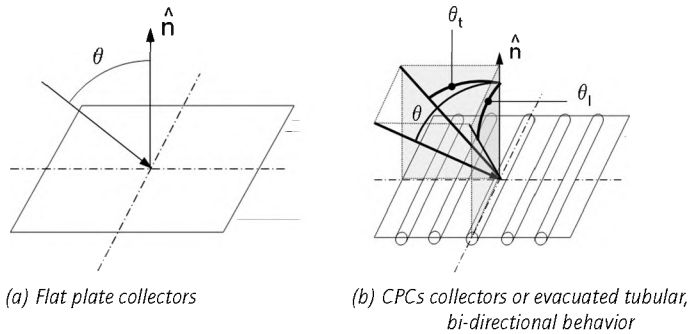 θ
n̂
θt
n̂
θ
θl
(a) Flat plate collectors
(b) CPCs collectors or evacuated tubular,
bi-directional behavior